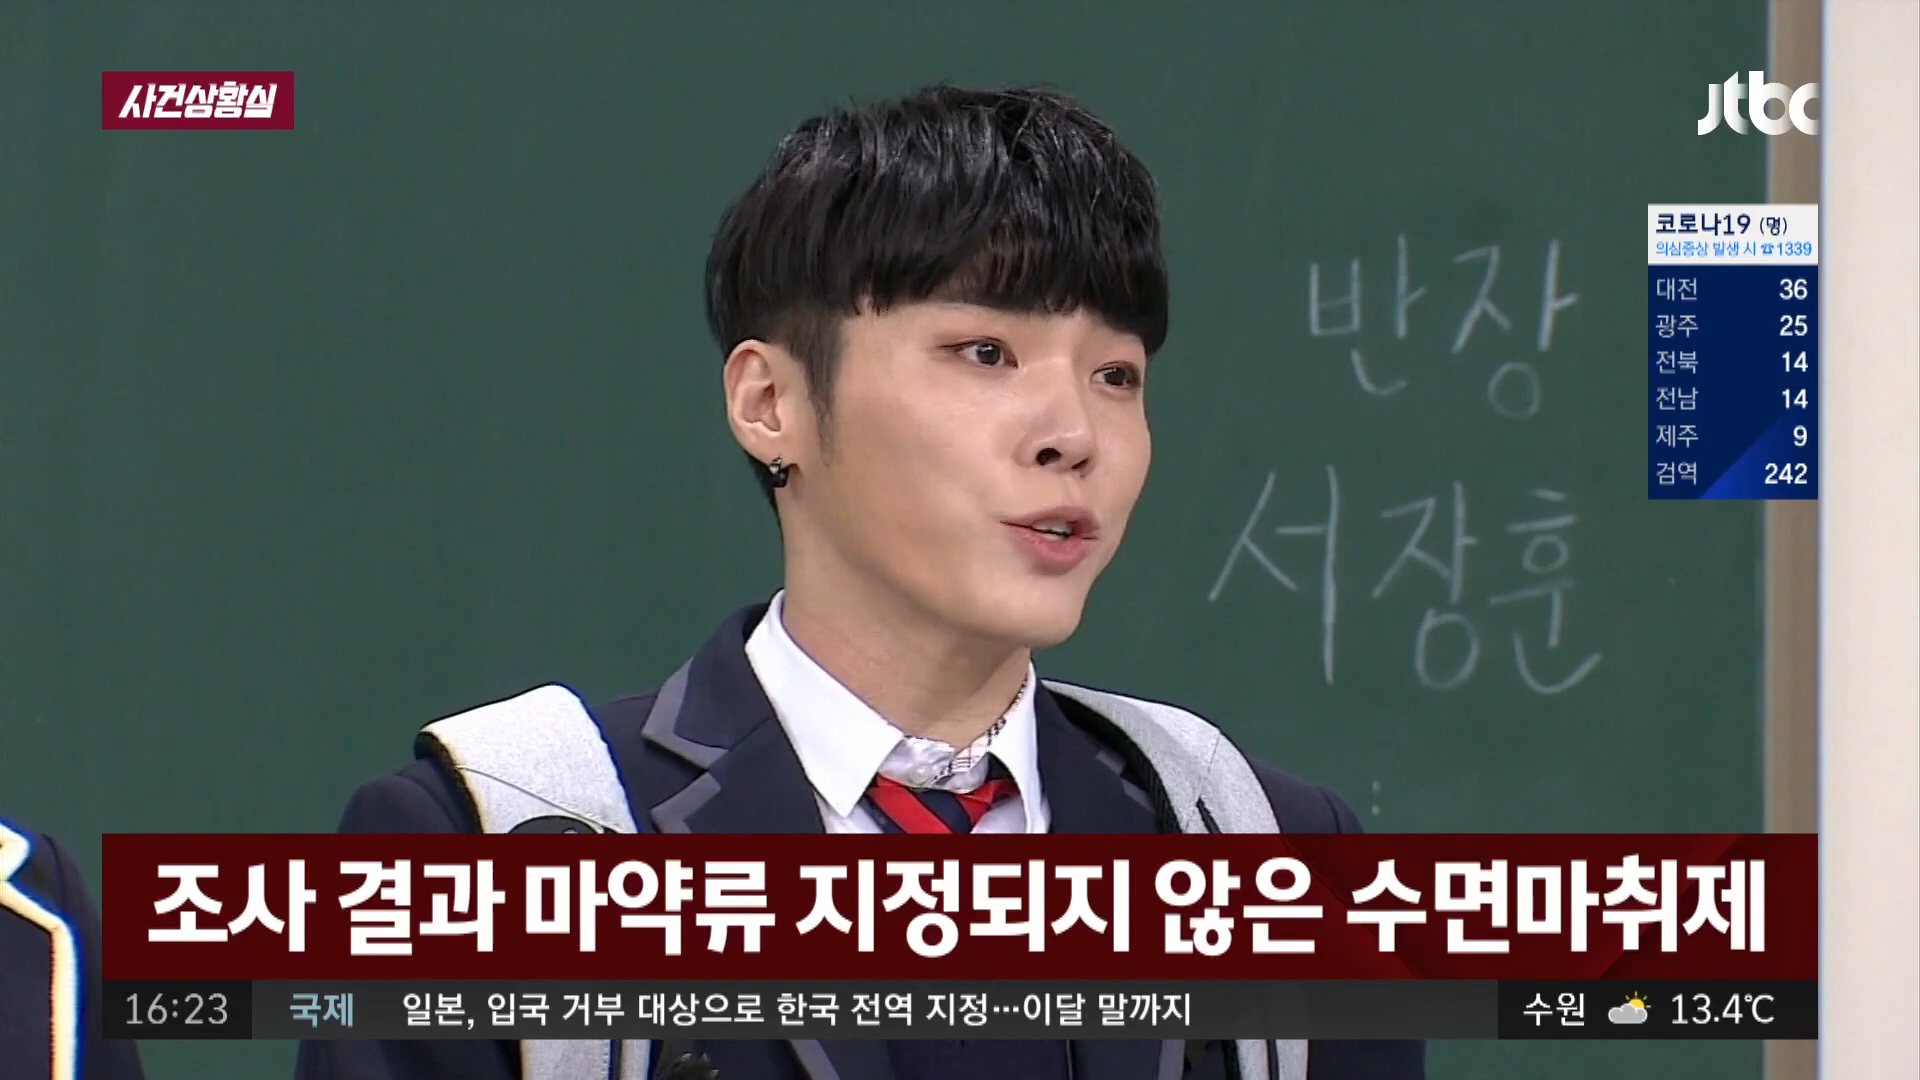 사건상황실
jtbc
코로나19 (명)
의심증상 발생 시 ☎1339
대전 36
광주 25
전북 14
전남 14
제주 9
검역 242
반장
서장훈
조사 결과 마약류 지정되지 않은 수면마취제
16:23 국제 일본, 입국 거부 대상으로 한국 전역 지정…이달 말까지 수원 13.4℃